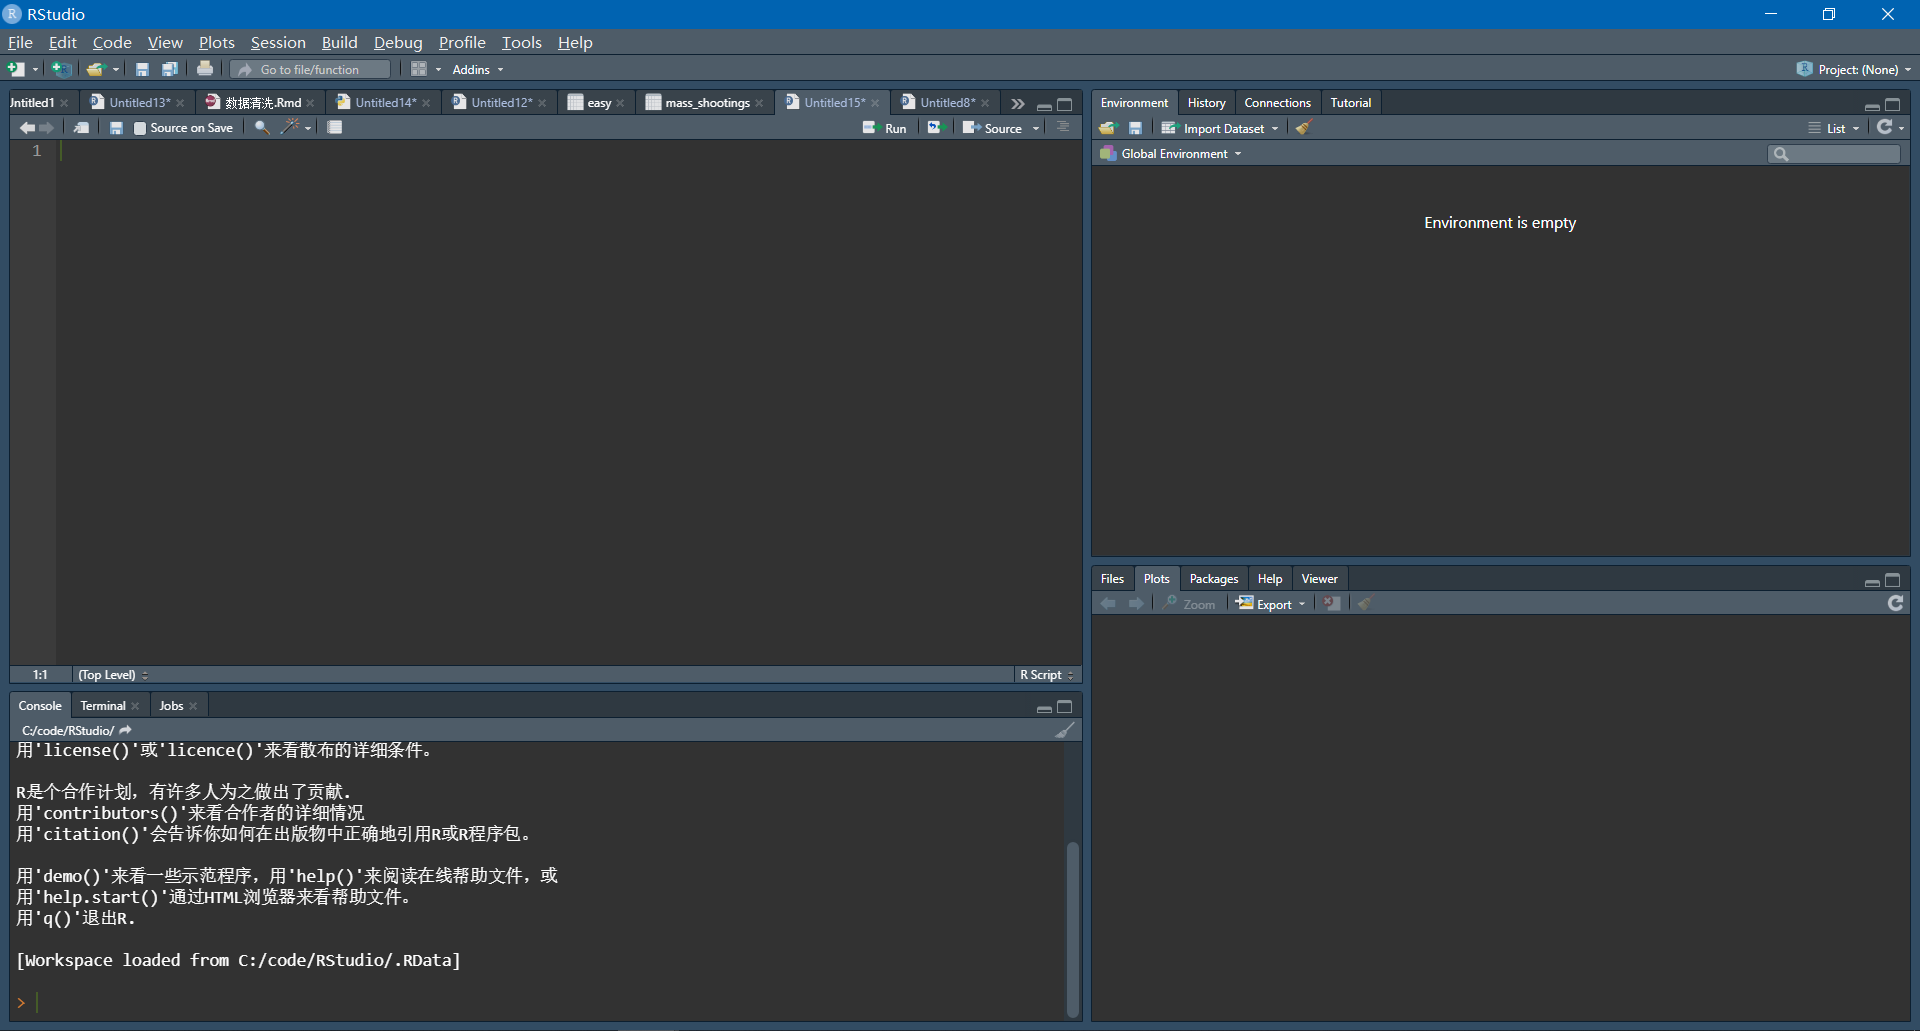 RStudio
File Edit Code View Plots Session Build Debug Profile Tools Help
Go to file/function Addins Project: (None)
Intitled1 Untitled13* 数据清洗.Rmd Untitled14* Untitled12* easy mass_shootings Untitled15* Untitled8*
Source on Save Run Source
1
1:1 (Top Level) R Script
Console Terminal Jobs
C:/code/RStudio/
用'license()'或'licence()'来看散布的详细条件。
R是个合作计划，有许多人为之做出了贡献.
用'contributors()'来看合作者的详细情况
用'citation()'会告诉你如何在出版物中正确地引用R或R程序包。
用'demo()'来看一些示范程序，用'help()'来阅读在线帮助文件，或
用'help.start()'通过HTML浏览器来看帮助文件。
用'q()'退出R.
[Workspace loaded from C:/code/RStudio/.RData]
>
Environment History Connections Tutorial
Import Dataset List
Global Environment
Environment is empty
Files Plots Packages Help Viewer
Zoom Export